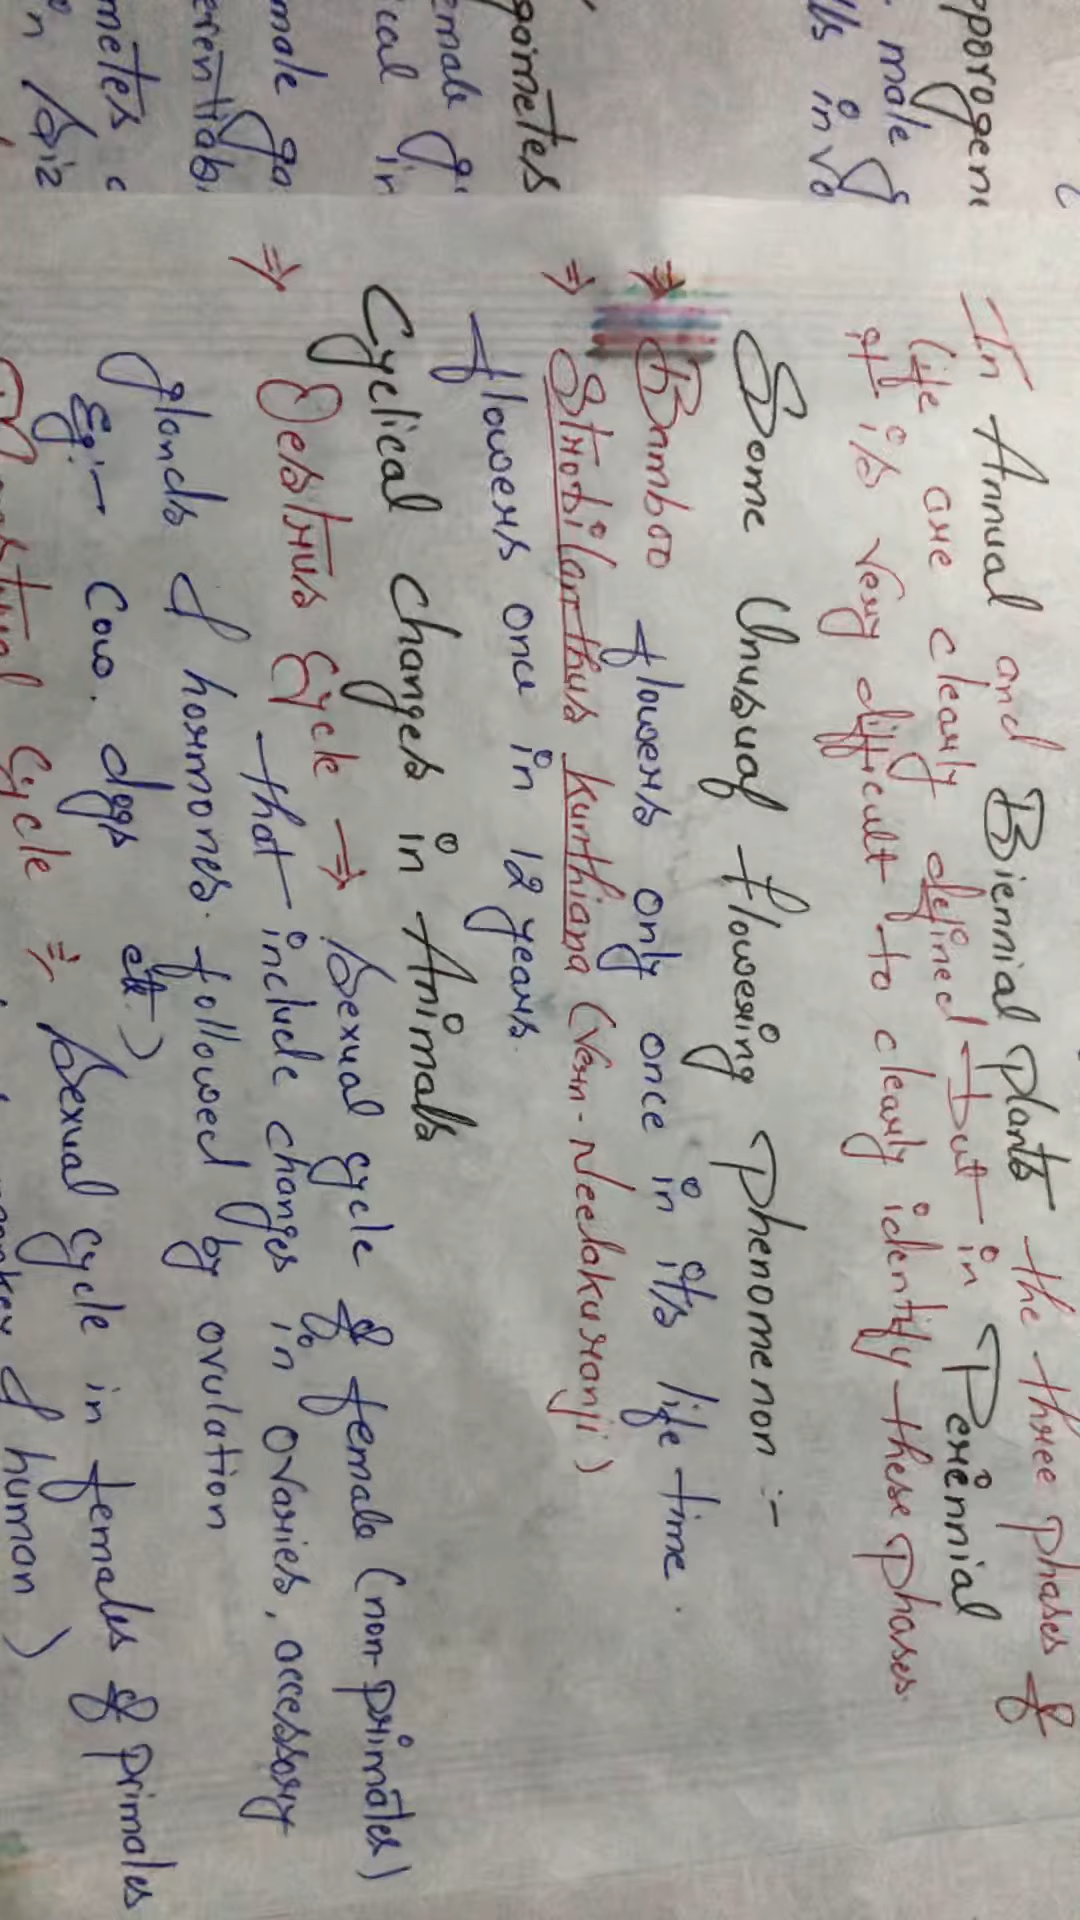 In Annual and Biennial plants the three phases of
life are clearly defined but in Perennial
it is very difficult to clearly identify these phases.
Some Unusual flowering phenomenon :-
⇒ Bamboo flowers only once in its life time.
⇒ Strobilanthus kunthiana (vern-Neelakuranji)
flowers once in 12 years.
Cyclical changes in Animals
⇒ Oestrus Cycle → Sexual cycle of female (non-primates)
that include changes in ovaries, accessory
glands & hormones. followed by ovulation
Eg:- Cow. dogs etc.)
Cycle ⇒ Sexual cycle in females of primates
& human)
male
gametes
male